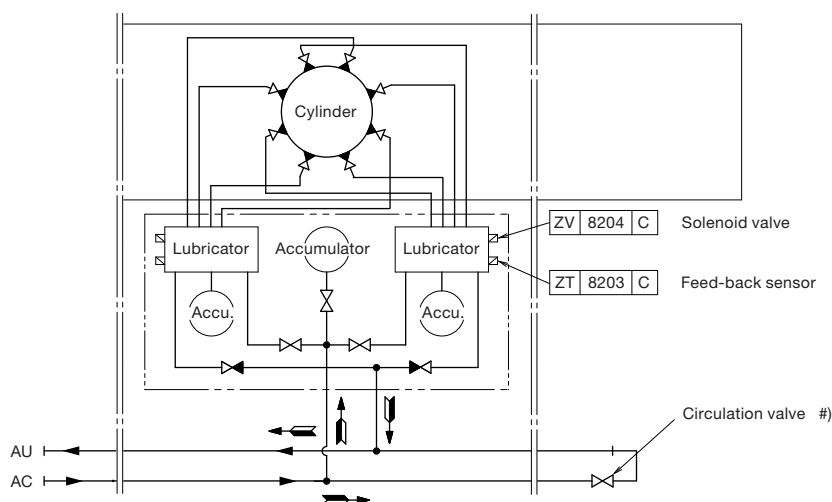 Cylinder
ZV 8204 C Solenoid valve
Lubricator Accumulator Lubricator
ZT 8203 C Feed-back sensor
Accu. Accu.
Circulation valve #)
AU
AC